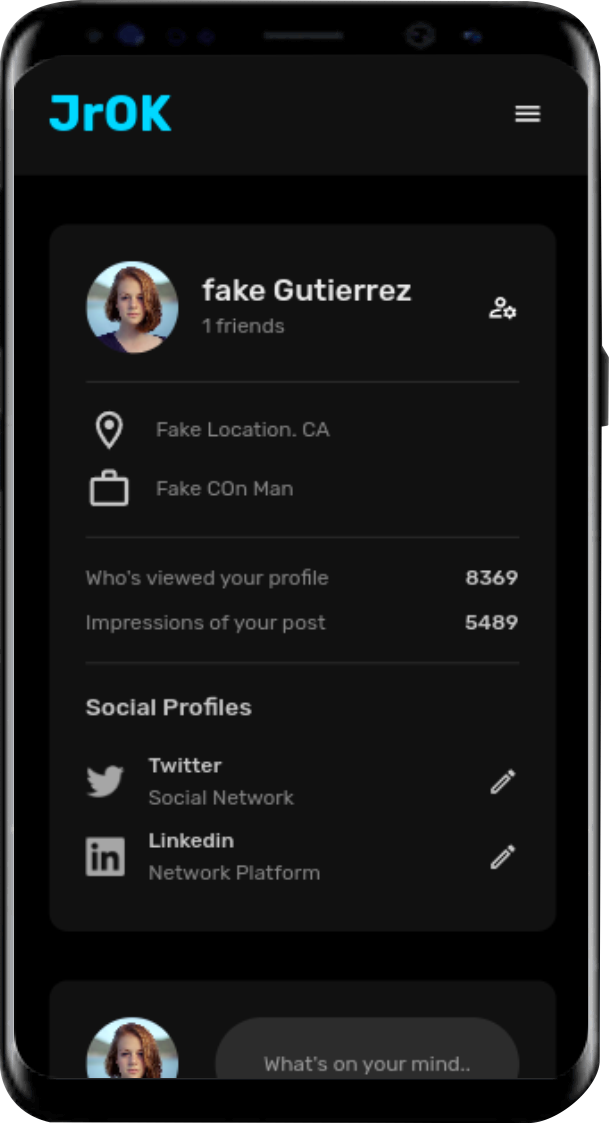 JrOK
fake Gutierrez
1 friends
Fake Location. CA
Fake COn Man
Who's viewed your profile 8369
Impressions of your post 5489
Social Profiles
Twitter
Social Network
in
Linkedin
Network Platform
What's on your mind..